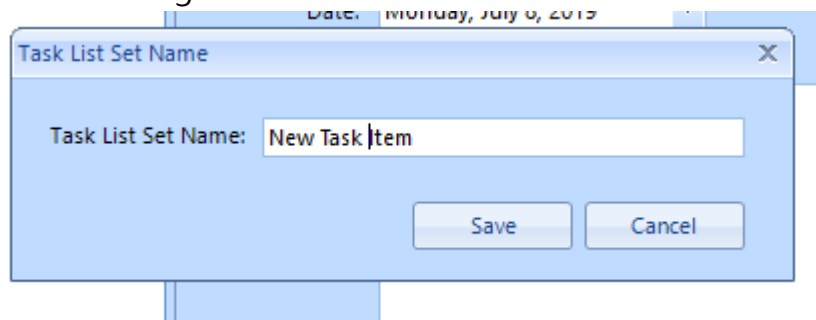 Date: Monday, July 8, 2019
Task List Set Name X
Task List Set Name: New Task Item
Save Cancel